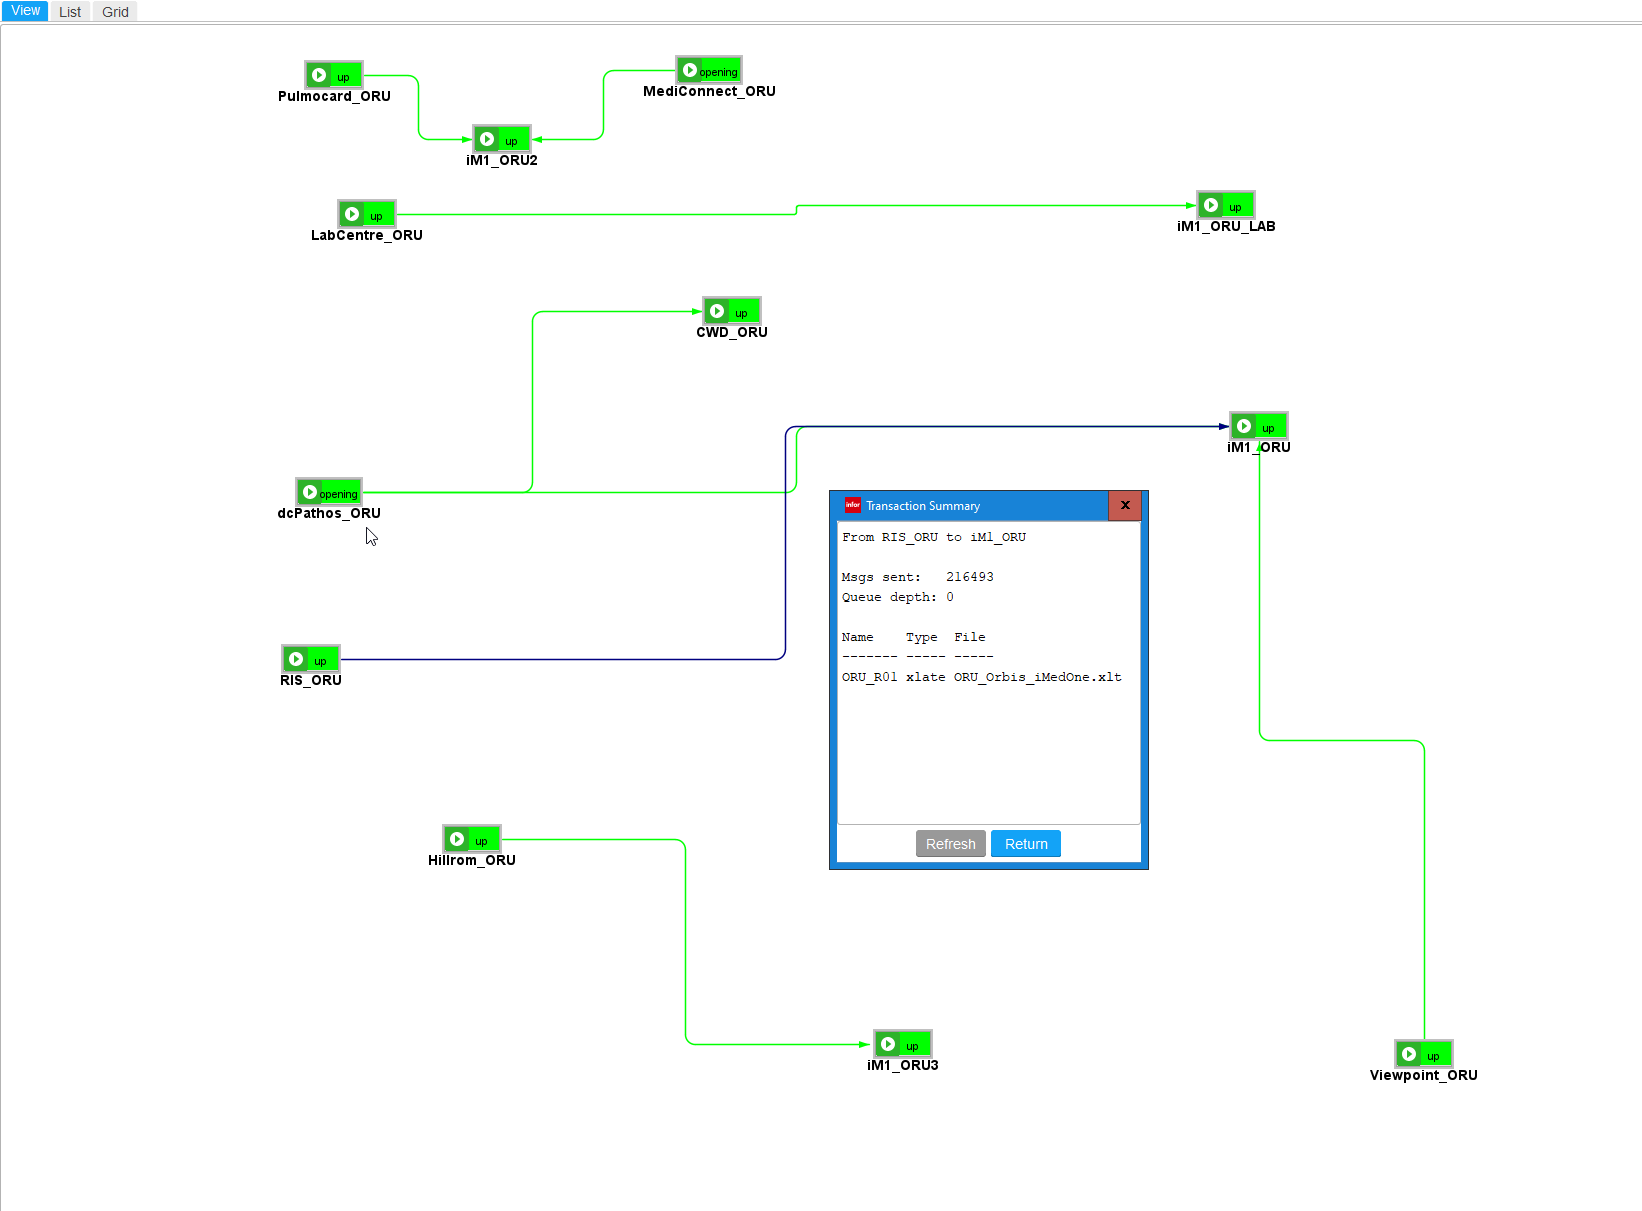 View List Grid
up
Pulmocard_ORU
opening
MediConnect_ORU
up
iM1_ORU2
up
LabCentre_ORU
up
iM1_ORU_LAB
up
CWD_ORU
up
iM1_ORU
opening
dcPathos_ORU
infor Transaction Summary x
From RIS_ORU to iM1_ORU
Msgs sent: 216493
Queue depth: 0
Name Type File
------- ----- -----
ORU_R01 xlate ORU_Orbis_iMedOne.xlt
Refresh Return
up
RIS_ORU
up
Hillrom_ORU
up
iM1_ORU3
up
Viewpoint_ORU